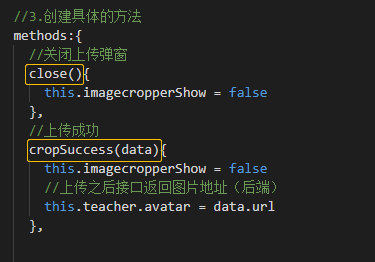 //3.创建具体的方法
methods:{
//关闭上传弹窗
close(){
this.imagecropperShow = false
},
//上传成功
cropSuccess(data){
this.imagecropperShow = false
//上传之后接口返回图片地址（后端）
this.teacher.avatar = data.url
},